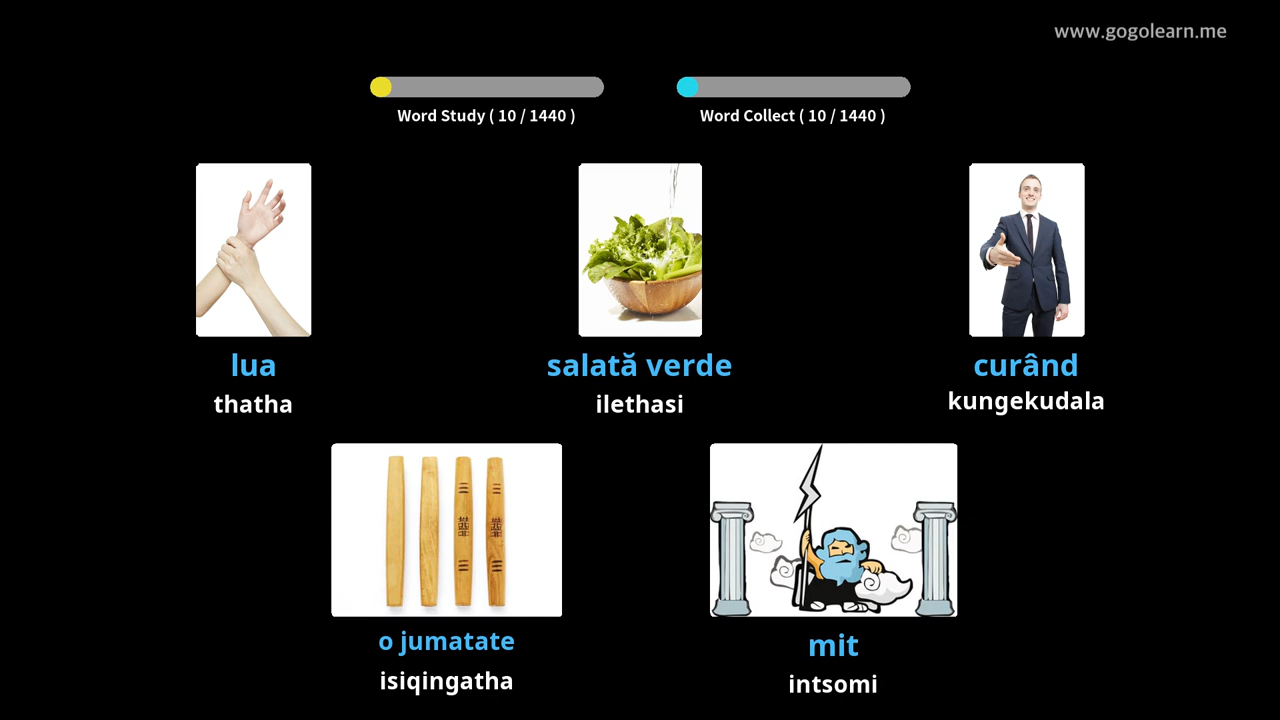 www.gogolearn.me
Word Study ( 10 / 1440 )
Word Collect ( 10 / 1440 )
lua
thatha
salată verde
ilethasi
curând
kungekudala
o jumatate
isiqingatha
mit
intsomi